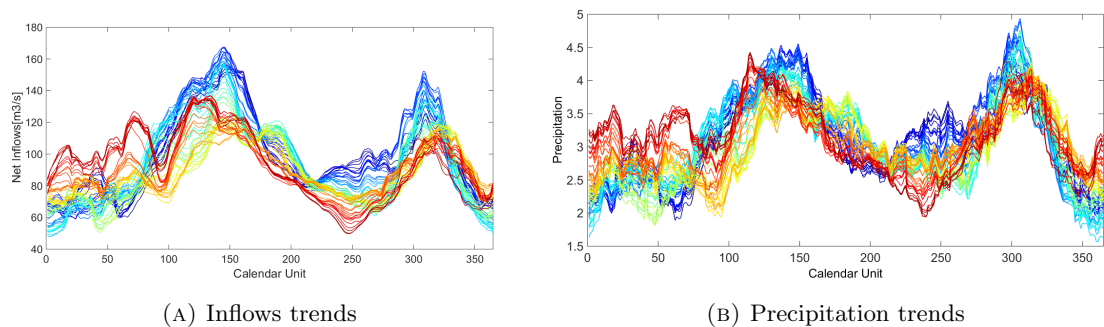 180
160
140
120
100
80
60
40
Net Inflows[m3/s]
0 50 100 150 200 250 300 350
Calendar Unit
(A) Inflows trends
5
4.5
4
3.5
3
2.5
2
1.5
Precipitation
0 50 100 150 200 250 300 350
Calendar Unit
(B) Precipitation trends